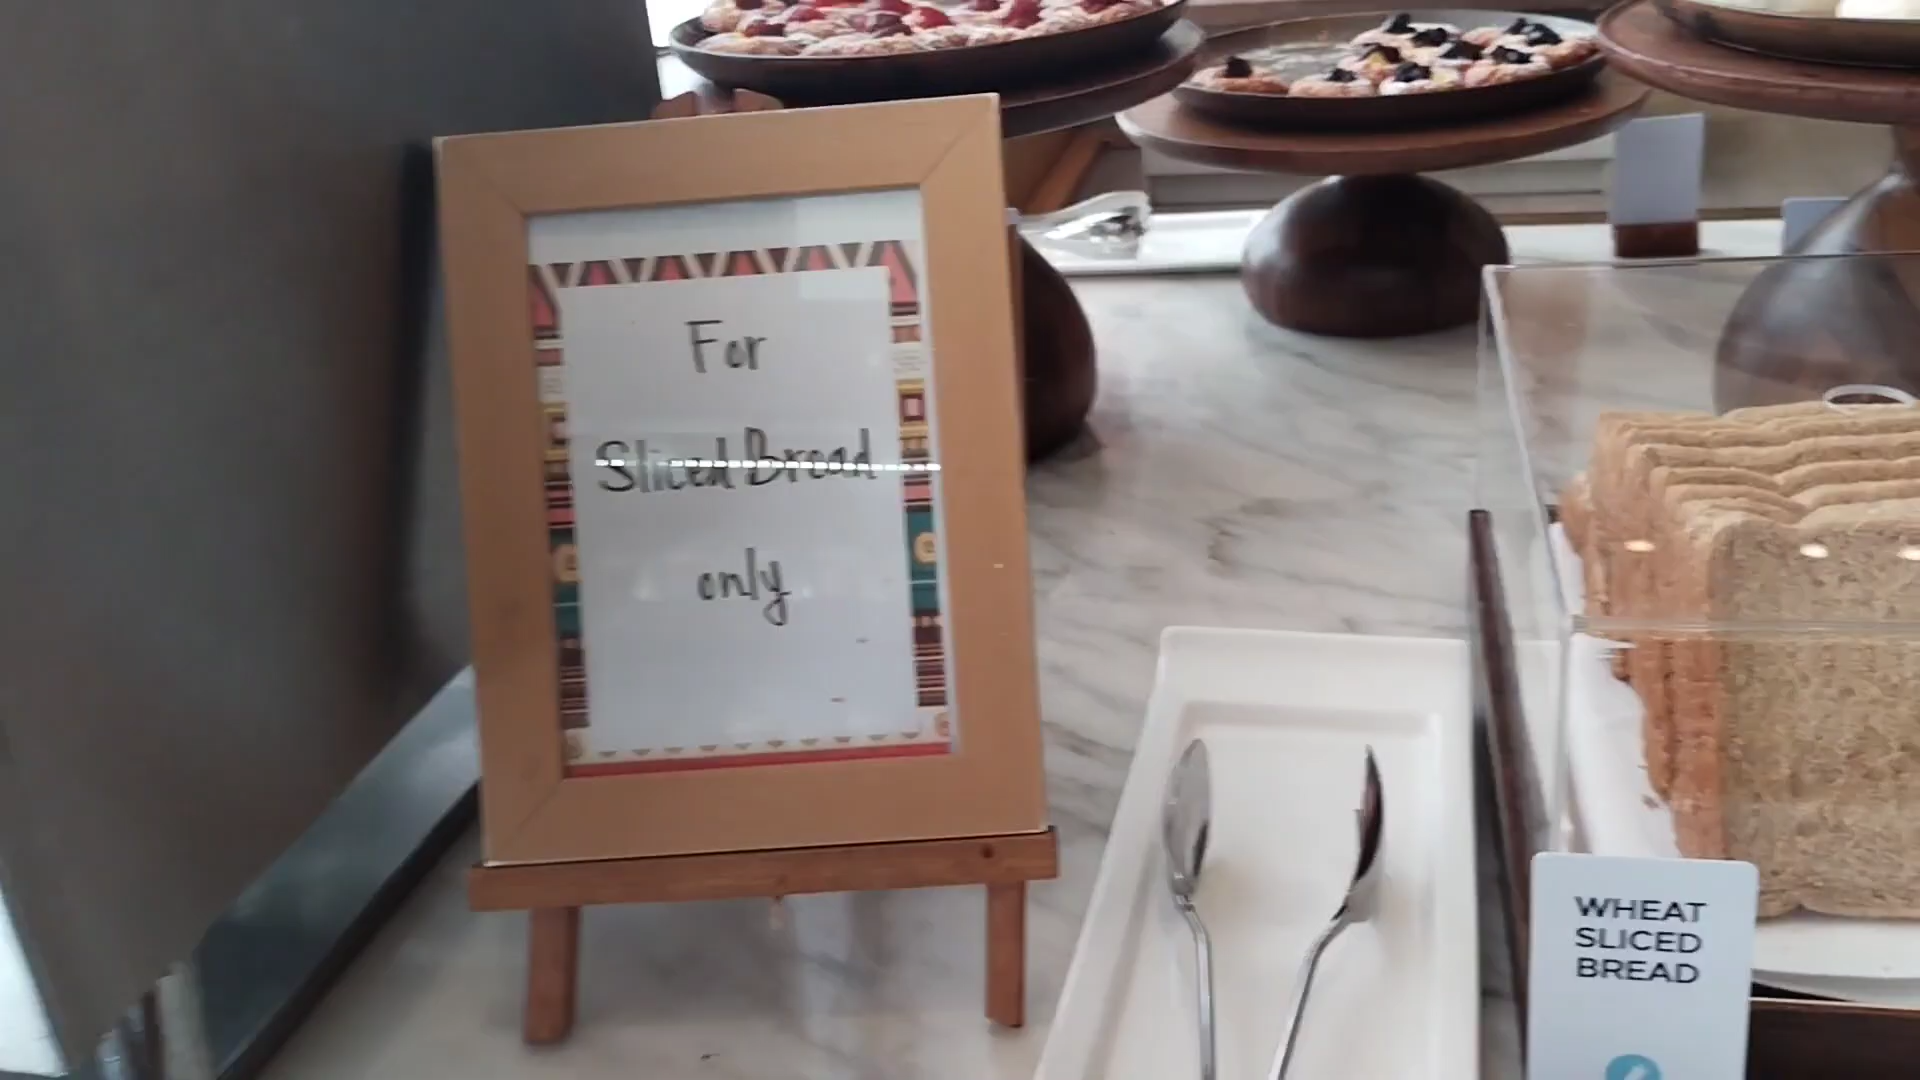 For
Sliced Bread
only
WHEAT
SLICED
BREAD